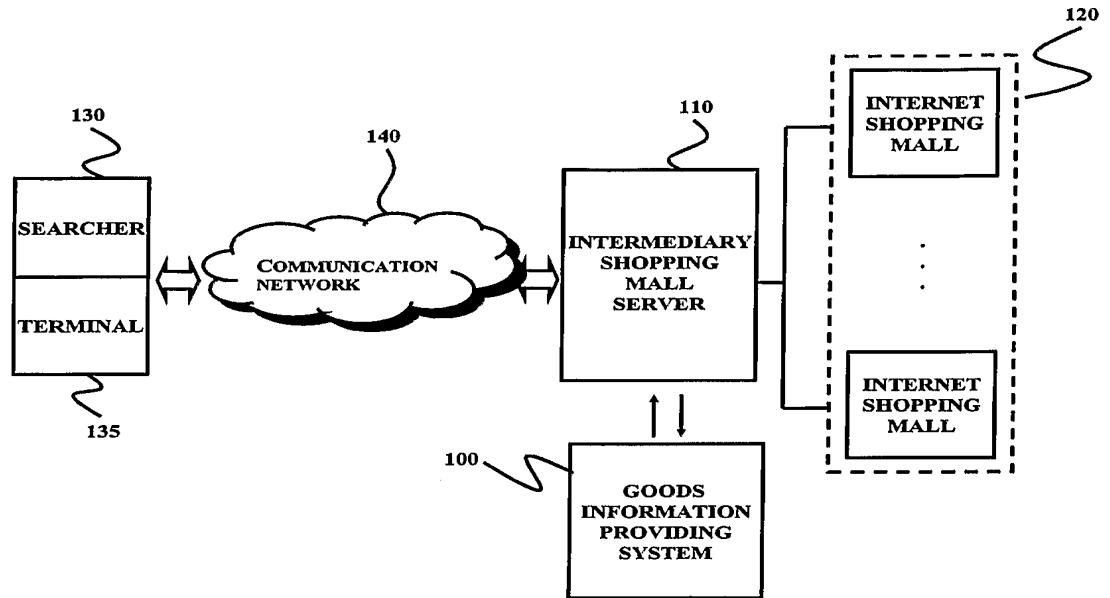 120
INTERNET
SHOPPING
MALL
110
130
140
SEARCHER
TERMINAL
COMMUNICATION
NETWORK
INTERMEDIARY
SHOPPING
MALL
SERVER
INTERNET
SHOPPING
MALL
135
100
GOODS
INFORMATION
PROVIDING
SYSTEM